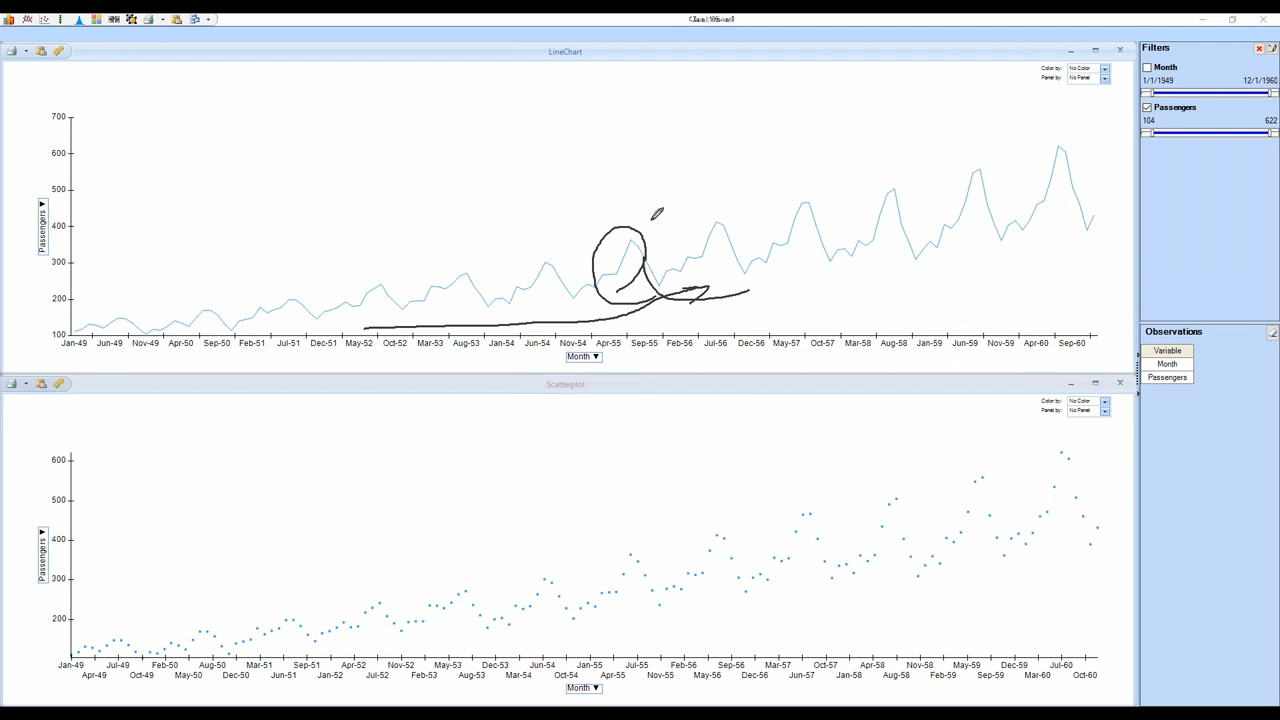 Chart Wizard
LineChart
Filters
Color by: No Color
Panel by: No Panel
Month
1/1/1949 12/1/1960
Passengers
104 622
700
600
500
400
300
200
100
Passengers ▼
Jan-49 Jun-49 Nov-49 Apr-50 Sep-50 Feb-51 Jul-51 Dec-51 May-52 Oct-52 Mar-53 Aug-53 Jan-54 Jun-54 Nov-54 Apr-55 Sep-55 Feb-56 Jul-56 Dec-56 May-57 Oct-57 Mar-58 Aug-58 Jan-59 Jun-59 Nov-59 Apr-60 Sep-60
Month ▼
Observations
Variable
Month
Passengers
Scatterplot
Color by: No Color
Panel by: No Panel
600
500
400
300
200
Passengers ▼
Jan-49 Jul-49 Feb-50 Aug-50 Mar-51 Sep-51 Apr-52 Nov-52 May-53 Dec-53 Jun-54 Jan-55 Jul-55 Feb-56 Sep-56 Mar-57 Oct-57 Apr-58 Nov-58 May-59 Dec-59 Jul-60
Apr-49 Oct-49 May-50 Dec-50 Jun-51 Jan-52 Jul-52 Feb-53 Aug-53 Mar-54 Oct-54 Apr-55 Nov-55 Jun-56 Dec-56 Jun-57 Jan-58 Jul-58 Feb-59 Sep-59 Mar-60 Oct-60
Month ▼